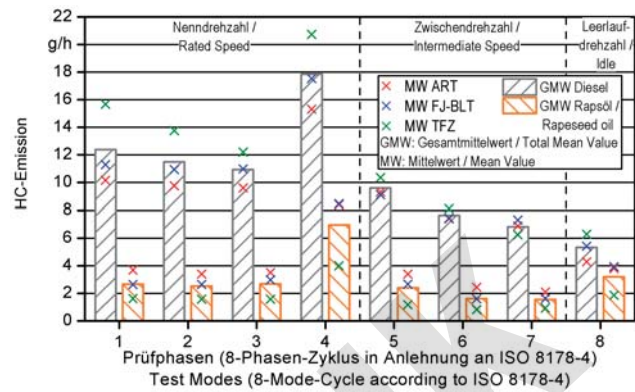 Nenndrehzahl /
Rated Speed
Zwischendrehzahl /
Intermediate Speed
Leerlauf-
drehzahl /
Idle
22
g/h
18
16
14
12
10
8
6
4
2
0
HC-Emission
MW ART
MW FJ-BLT
MW TFZ
GMW Diesel
GMW Rapsöl /
Rapeseed oil
GMW: Gesamtmittelwert / Total Mean Value
MW: Mittelwert / Mean Value
1 2 3 4 5 6 7 8
Prüfphasen (8-Phasen-Zyklus in Anlehnung an ISO 8178-4)
Test Modes (8-Mode-Cycle according to ISO 8178-4)